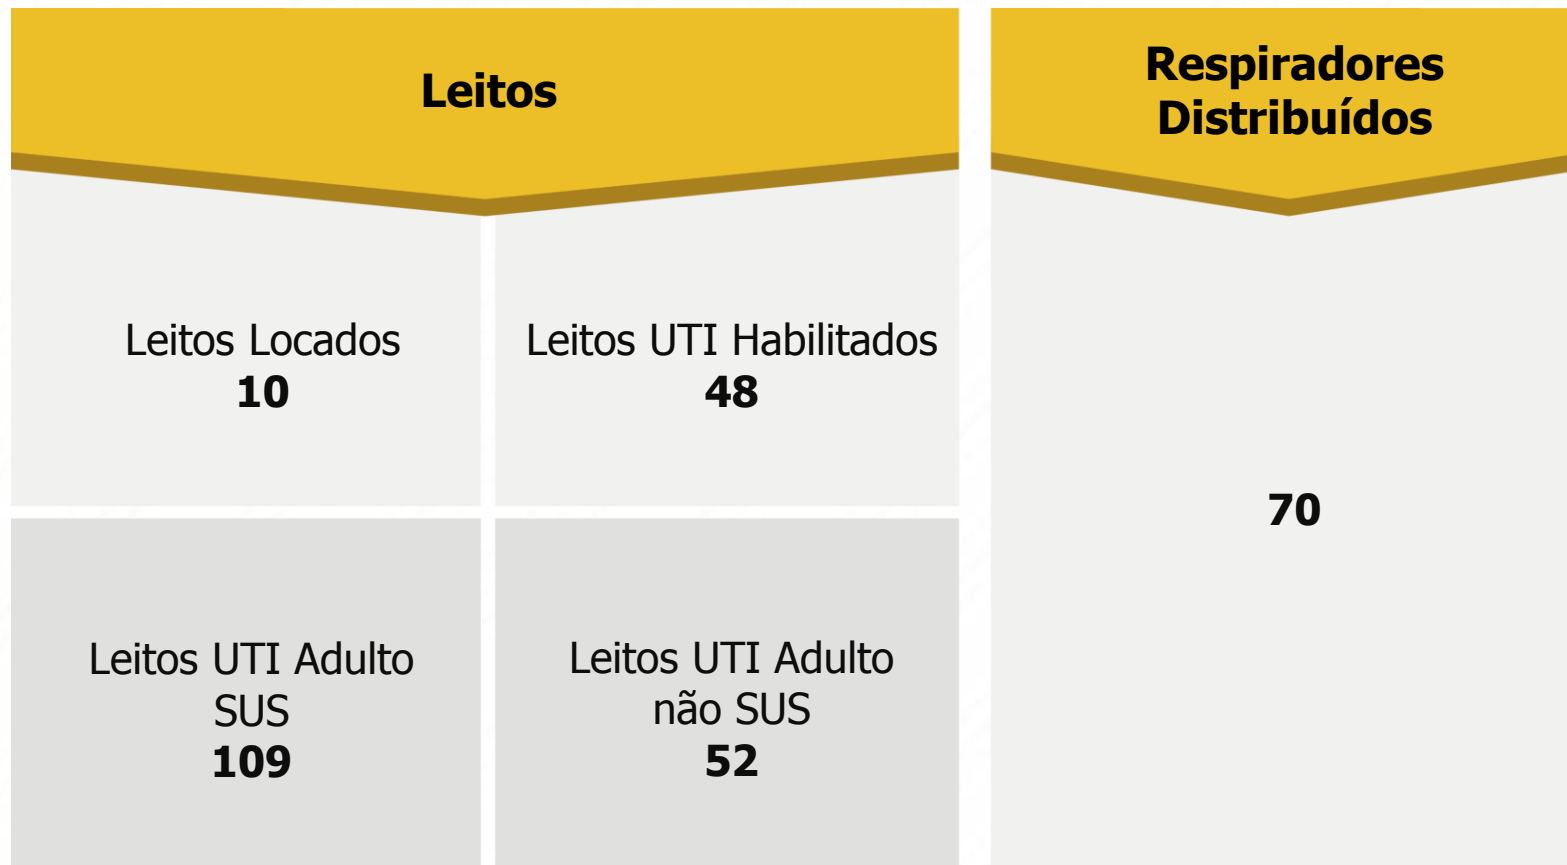 Leitos
Leitos Locados
10
Leitos UTI Habilitados
48
Leitos UTI Adulto
SUS
109
Leitos UTI Adulto
não SUS
52
Respiradores
Distribuídos
70